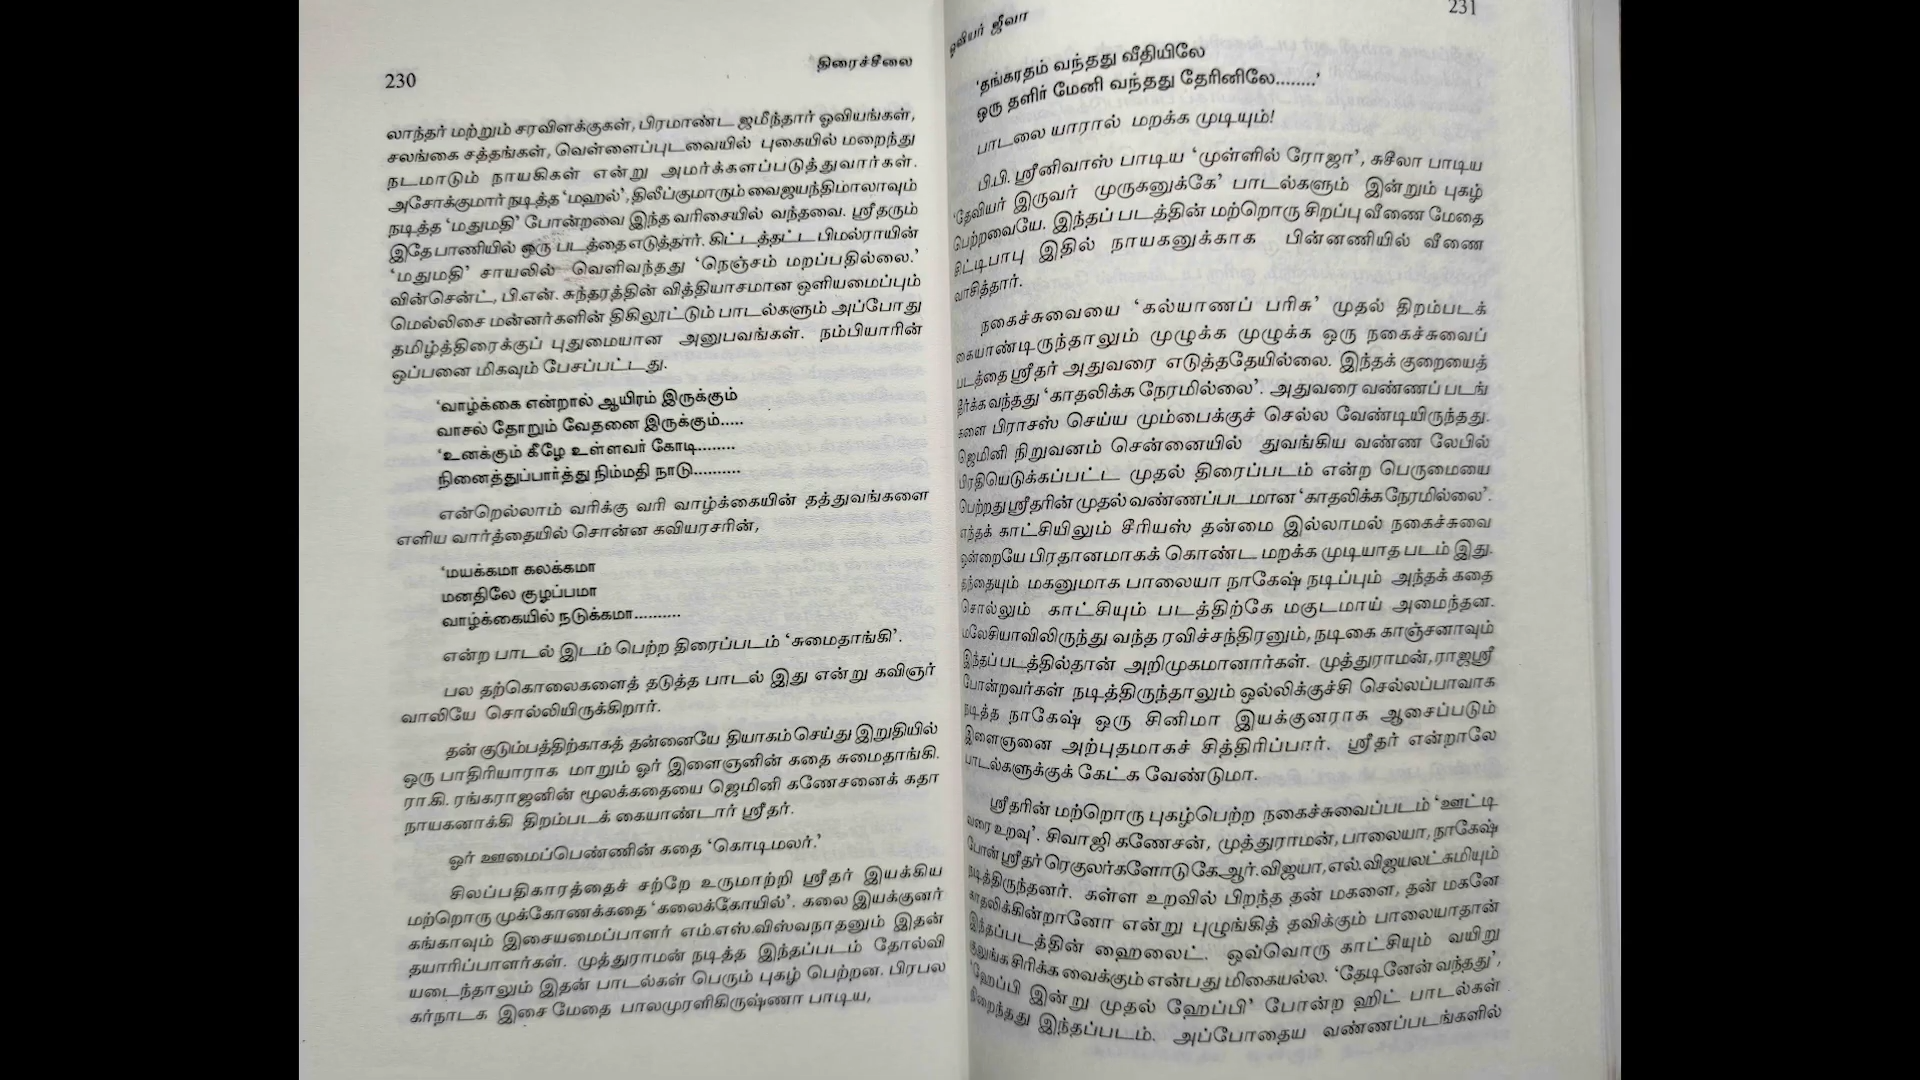 230
திரைச்சீலை
லாந்தர் மற்றும் சரவிளக்குகள், பிரமாண்ட ஜமீந்தார் ஓவியங்கள்,
சலங்கை சத்தங்கள், வெள்ளைப்புடவையில் புகையில் மறைந்து
நடமாடும் நாயகிகள் என்று அமர்க்களப்படுத்துவார்கள்.
அசோக்குமார் நடித்த ‘மஹல்’, திலீப்குமாரும் வைஜயந்திமாலாவும்
நடித்த ‘மதுமதி’ போன்றவை இந்த வரிசையில் வந்தவை. ஸ்ரீதரும்
இதே பாணியில் ஒரு படத்தை எடுத்தார். கிட்டத்தட்ட பிமல்ராயின்
‘மதுமதி’ சாயலில் வெளிவந்தது ‘நெஞ்சம் மறப்பதில்லை.’
வின்சென்ட், பி.என். சுந்தரத்தின் வித்தியாசமான ஒளியமைப்பும்
மெல்லிசை மன்னர்களின் திகிலூட்டும் பாடல்களும் அப்போது
தமிழ்த்திரைக்குப் புதுமையான அனுபவங்கள். நம்பியாரின்
ஒப்பனை மிகவும் பேசப்பட்டது.
‘வாழ்க்கை என்றால் ஆயிரம் இருக்கும்
வாசல் தோறும் வேதனை இருக்கும்.....
‘உனக்கும் கீழே உள்ளவர் கோடி........
நினைத்துப்பார்த்து நிம்மதி நாடு..........
என்றெல்லாம் வரிக்கு வரி வாழ்க்கையின் தத்துவங்களை
எளிய வார்த்தையில் சொன்ன கவியரசரின்,
‘மயக்கமா கலக்கமா
மனதிலே குழப்பமா
வாழ்க்கையில் நடுக்கமா..........
என்ற பாடல் இடம் பெற்ற திரைப்படம் ‘சுமைதாங்கி’.
பல தற்கொலைகளைத் தடுத்த பாடல் இது என்று கவிஞர்
வாலியே சொல்லியிருக்கிறார்.
தன் குடும்பத்திற்காகத் தன்னையே தியாகம் செய்து இறுதியில்
ஒரு பாதிரியாராக மாறும் ஓர் இளைஞனின் கதை சுமைதாங்கி.
ரா.கி. ரங்கராஜனின் மூலக்கதையை ஜெமினி கணேசனைக் கதா
நாயகனாக்கி திறம்படக் கையாண்டார் ஸ்ரீதர்.
ஓர் ஊமைப்பெண்ணின் கதை ‘கொடிமலர்.’
சிலப்பதிகாரத்தைச் சற்றே உருமாற்றி ஸ்ரீதர் இயக்கிய
மற்றொரு முக்கோணக்கதை ‘கலைக்கோயில்’. கலை இயக்குனர்
கங்காவும் இசையமைப்பாளர் எம்.எஸ்.விஸ்வநாதனும் இதன்
தயாரிப்பாளர்கள். முத்துராமன் நடித்த இந்தப்படம் தோல்வி
யடைந்தாலும் இதன் பாடல்கள் பெரும் புகழ் பெற்றன. பிரபல
கர்நாடக இசை மேதை பாலமுரளிகிருஷ்ணா பாடிய,
ஓவியர் ஜீவா
231
‘தங்கரதம் வந்தது வீதியிலே
ஒரு தளிர் மேனி வந்தது தேரினிலே........’
பாடலை யாரால் மறக்க முடியும்!
பி.பி. ஸ்ரீனிவாஸ் பாடிய ‘முள்ளில் ரோஜா’, சுசீலா பாடிய
‘தேவியர் இருவர் முருகனுக்கே’ பாடல்களும் இன்றும் புகழ்
பெற்றவையே. இந்தப் படத்தின் மற்றொரு சிறப்பு வீணை மேதை
சிட்டிபாபு இதில் நாயகனுக்காக பின்னணியில் வீணை
வாசித்தார்.
நகைச்சுவையை ‘கல்யாணப் பரிசு’ முதல் திறம்படக்
கையாண்டிருந்தாலும் முழுக்க முழுக்க ஒரு நகைச்சுவைப்
படத்தை ஸ்ரீதர் அதுவரை எடுத்ததேயில்லை. இந்தக் குறையைத்
தீர்க்க வந்தது ‘காதலிக்க நேரமில்லை’. அதுவரை வண்ணப் படங்
களை பிராசஸ் செய்ய மும்பைக்குச் செல்ல வேண்டியிருந்தது.
ஜெமினி நிறுவனம் சென்னையில் துவங்கிய வண்ண லேபில்
பிரதியெடுக்கப்பட்ட முதல் திரைப்படம் என்ற பெருமையை
பெற்றது ஸ்ரீதரின் முதல் வண்ணப்படமான ‘காதலிக்க நேரமில்லை’.
எந்தக் காட்சியிலும் சீரியஸ் தன்மை இல்லாமல் நகைச்சுவை
ஒன்றையே பிரதானமாகக் கொண்ட மறக்க முடியாத படம் இது.
தந்தையும் மகனுமாக பாலையா நாகேஷ் நடிப்பும் அந்தக் கதை
சொல்லும் காட்சியும் படத்திற்கே மகுடமாய் அமைந்தன.
மலேசியாவிலிருந்து வந்த ரவிச்சந்திரனும், நடிகை காஞ்சனாவும்
இந்தப் படத்தில்தான் அறிமுகமானார்கள். முத்துராமன், ராஜஸ்ரீ
போன்றவர்கள் நடித்திருந்தாலும் ஒல்லிக்குச்சி செல்லப்பாவாக
நடித்த நாகேஷ் ஒரு சினிமா இயக்குனராக ஆசைப்படும்
இளைஞனை அற்புதமாகச் சித்திரிப்பார். ஸ்ரீதர் என்றாலே
பாடல்களுக்குக் கேட்க வேண்டுமா.
ஸ்ரீதரின் மற்றொரு புகழ்பெற்ற நகைச்சுவைப்படம் ‘ஊட்டி
வரை உறவு’. சிவாஜி கணேசன், முத்துராமன், பாலையா, நாகேஷ்
போன் ஸ்ரீதர் ரெகுலர்களோடு கே.ஆர்.விஜயா, எல்.விஜயலட்சுமியும்
நடித்திருந்தனர். கள்ள உறவில் பிறந்த தன் மகளை, தன் மகனே
காதலிக்கின்றானோ என்று புழுங்கித் தவிக்கும் பாலையாதான்
இந்தப்படத்தின் ஹைலைட். ஒவ்வொரு காட்சியும் வயிறு
குலுங்க சிரிக்க வைக்கும் என்பது மிகையல்ல. ‘தேடினேன் வந்தது’,
‘ஹேப்பி இன்று முதல் ஹேப்பி’ போன்ற ஹிட் பாடல்கள்
நிறைந்தது இந்தப்படம். அப்போதைய வண்ணப்படங்களில்